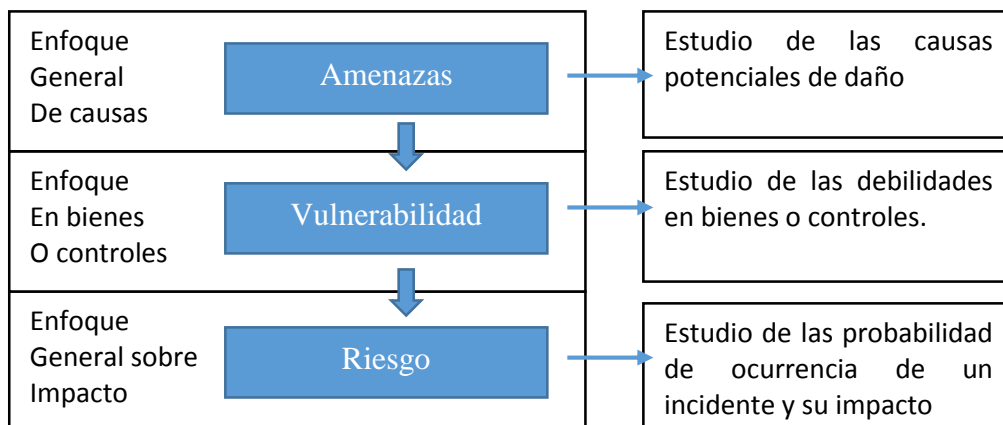 Enfoque
General
De causas
Amenazas
Estudio de las causas
potenciales de daño
Enfoque
En bienes
O controles
Vulnerabilidad
Estudio de las debilidades
en bienes o controles.
Enfoque
General sobre
Impacto
Riesgo
Estudio de las probabilidad
de ocurrencia de un
incidente y su impacto